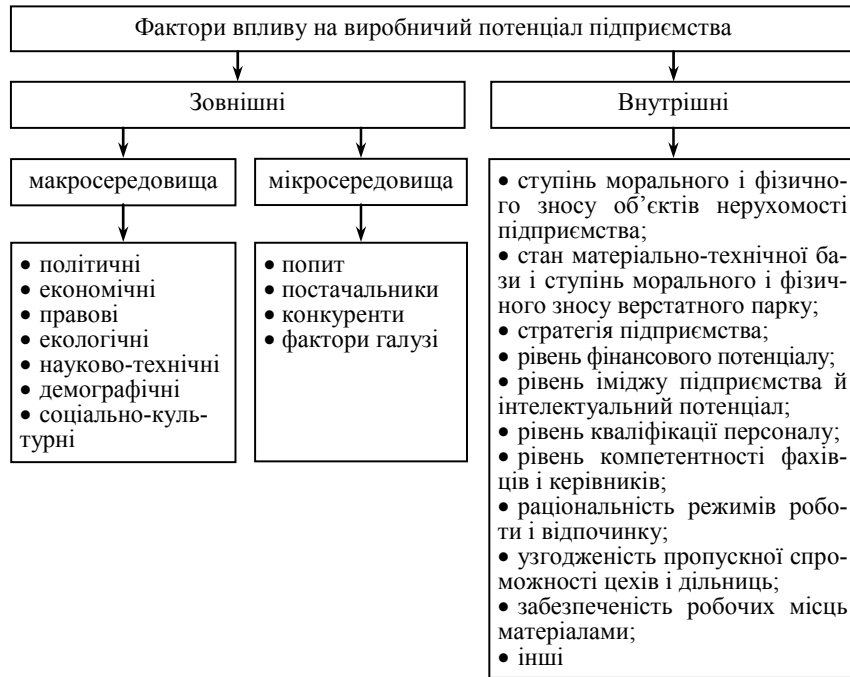 Фактори впливу на виробничий потенціал підприємства
Зовнішні
Внутрішні
макросередовища
мікросередовища
• політичні
• економічні
• правові
• екологічні
• науково-технічні
• демографічні
• соціально-куль-
турні
• попит
• постачальники
• конкуренти
• фактори галузі
• ступінь морального і фізично-
го зносу об’єктів нерухомості
підприємства;
• стан матеріально-технічної ба-
зи і ступінь морального і фізич-
ного зносу верстатного парку;
• стратегія підприємства;
• рівень фінансового потенціалу;
• рівень іміджу підприємства й
інтелектуальний потенціал;
• рівень кваліфікації персоналу;
• рівень компетентності фахів-
ців і керівників;
• раціональність режимів робо-
ти і відпочинку;
• узгодженість пропускної спро-
можності цехів і дільниць;
• забезпеченість робочих місць
матеріалами;
• інші